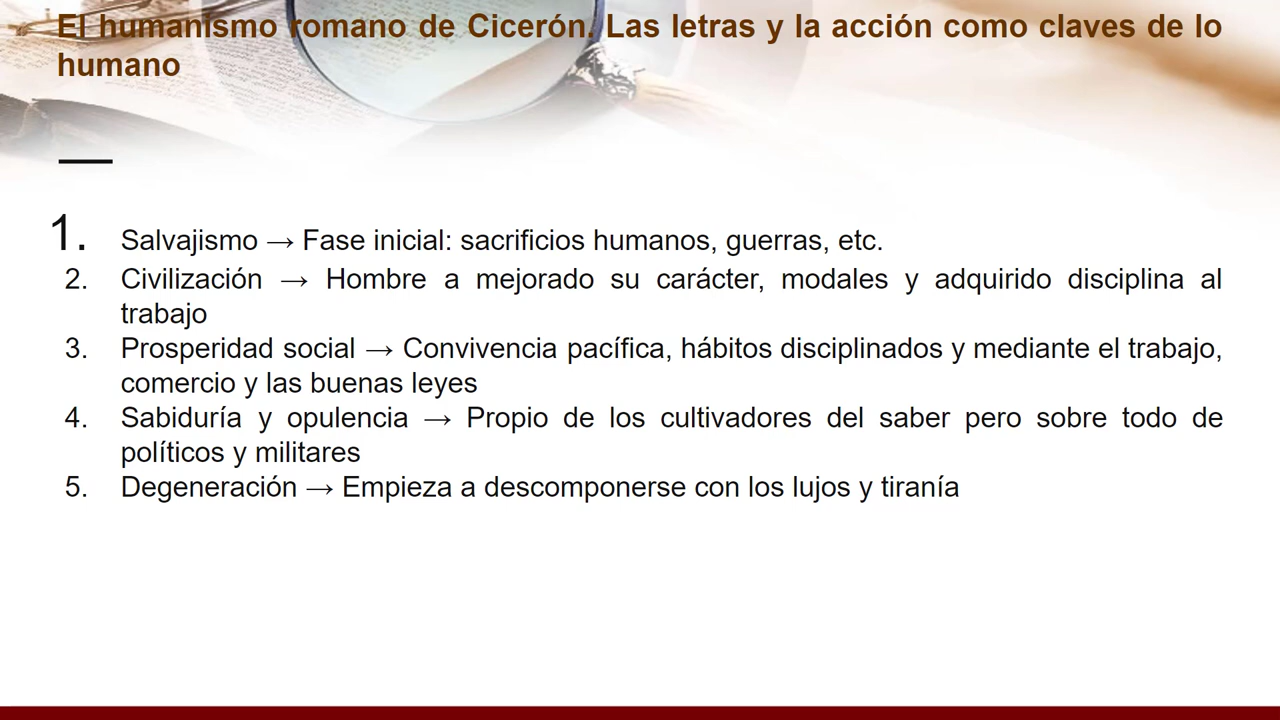 El humanismo romano de Cicerón. Las letras y la acción como claves de lo
humano
1. Salvajismo → Fase inicial: sacrificios humanos, guerras, etc.
2. Civilización → Hombre a mejorado su carácter, modales y adquirido disciplina al
trabajo
3. Prosperidad social → Convivencia pacífica, hábitos disciplinados y mediante el trabajo,
comercio y las buenas leyes
4. Sabiduría y opulencia → Propio de los cultivadores del saber pero sobre todo de
políticos y militares
5. Degeneración → Empieza a descomponerse con los lujos y tiranía